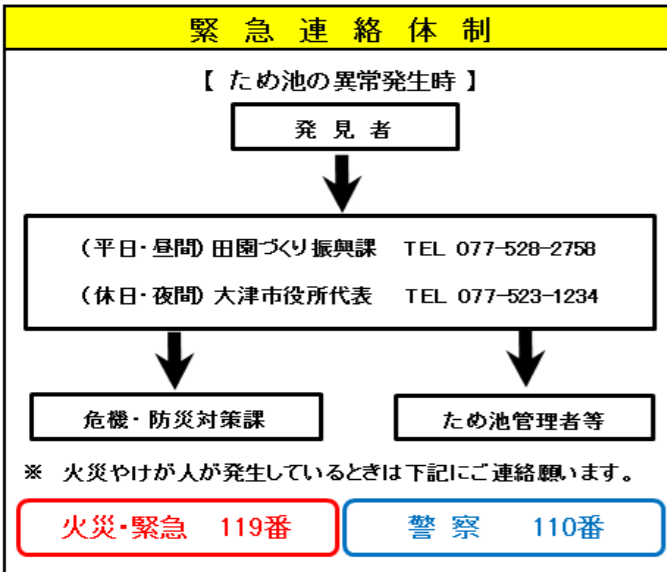 緊急連絡体制
【 ため池の異常発生時 】
発見者
(平日・昼間) 田園づくり振興課 TEL 077-528-2758
(休日・夜間) 大津市役所代表 TEL 077-523-1234
危機・防災対策課
ため池管理者等
※ 火災やけが人が発生しているときは下記にご連絡願います。
火災・緊急 119番
警察 110番